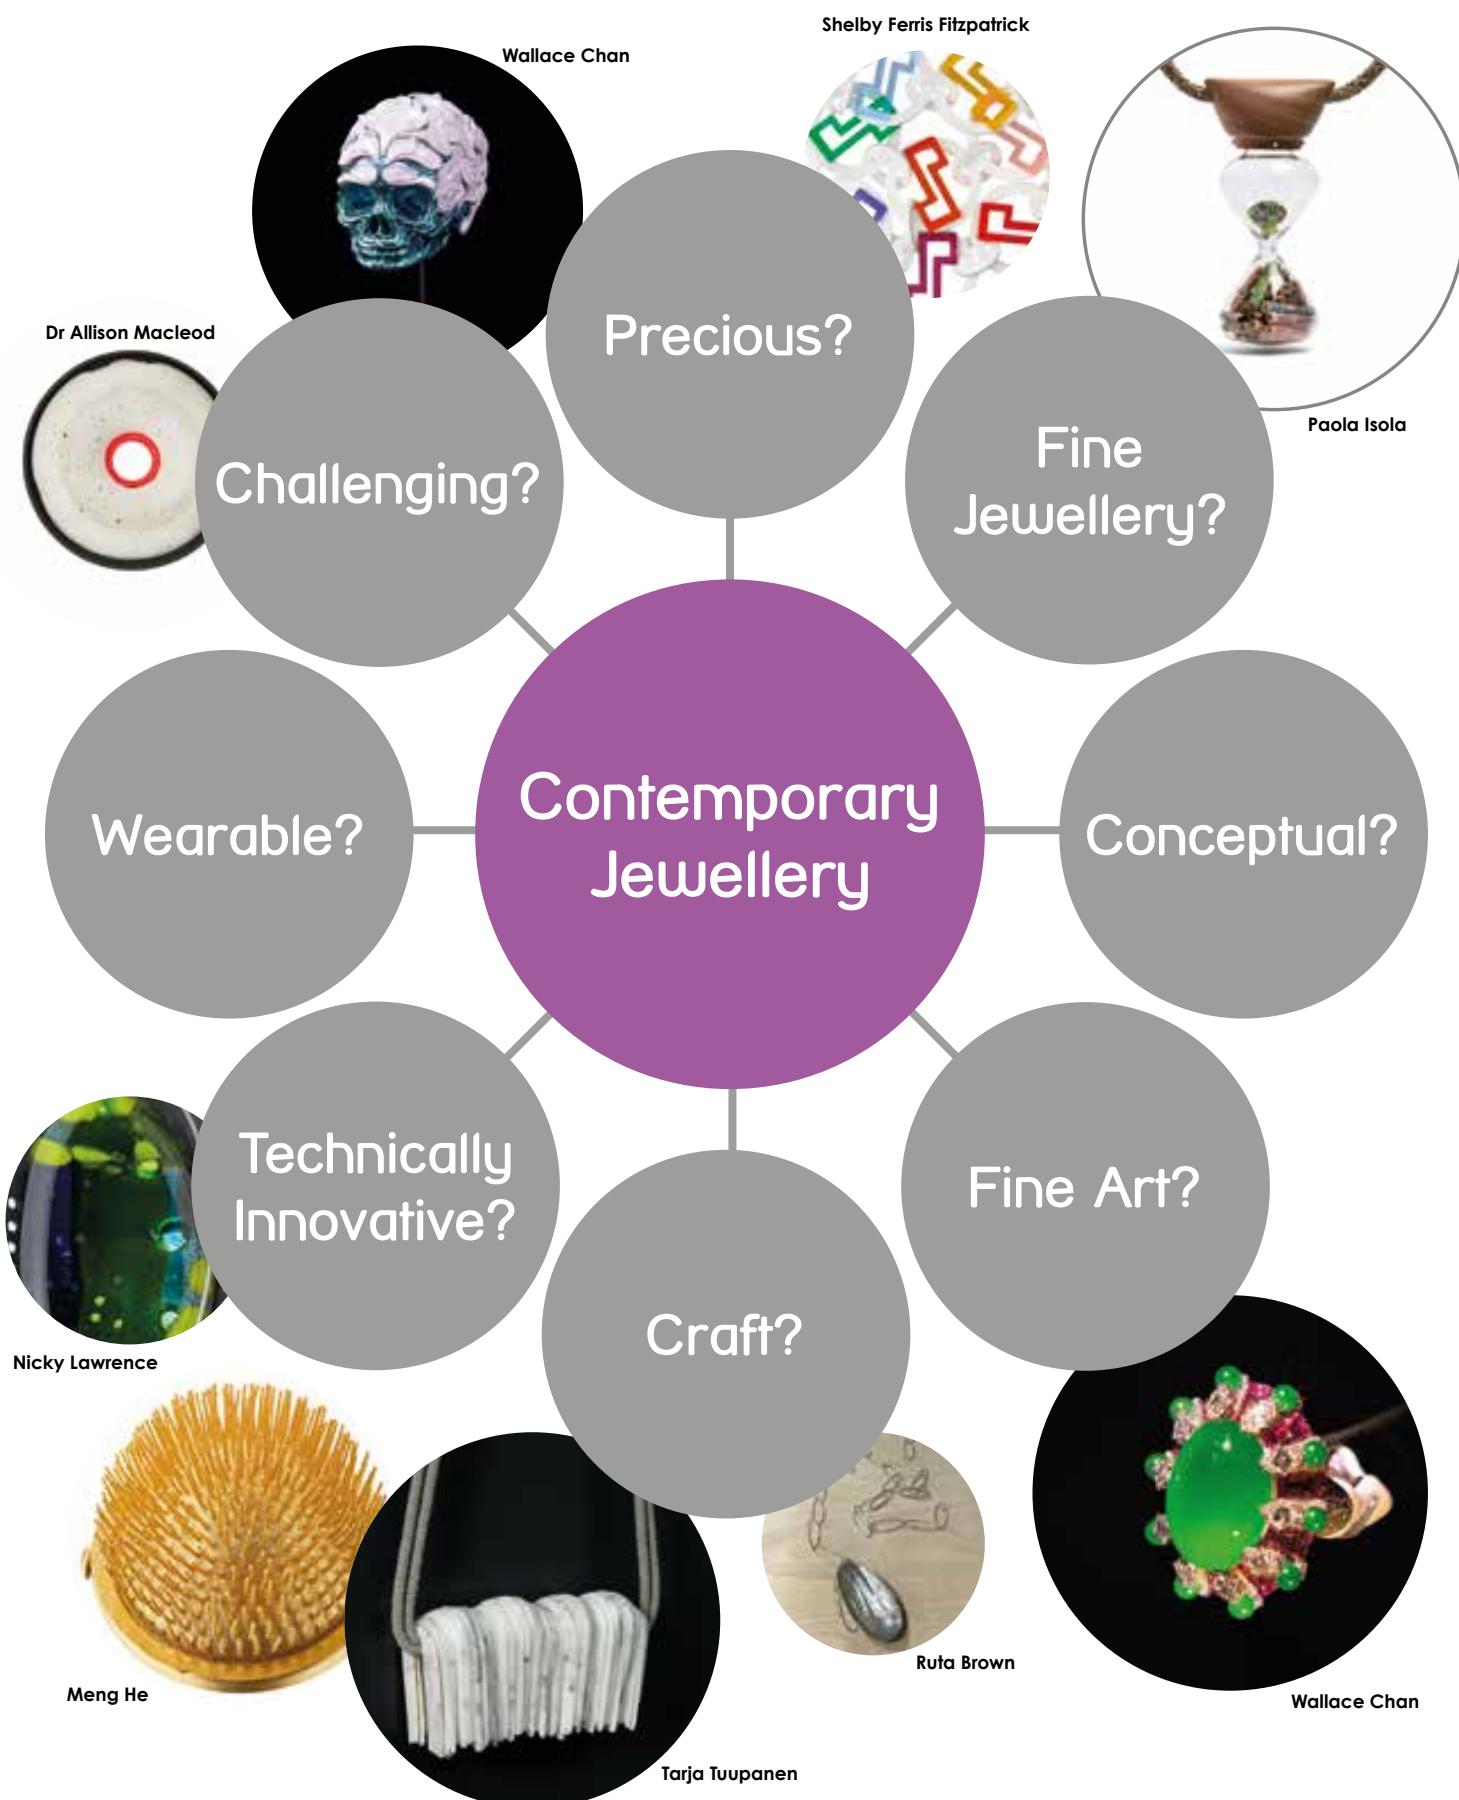 Shelby Ferris Fitzpatrick
Wallace Chan
Dr Allison Macleod
Precious?
Paola Isola
Fine
Jewellery?
Challenging?
Contemporary
Jewellery
Wearable?
Conceptual?
Technically
Innovative?
Fine Art?
Craft?
Nicky Lawrence
Meng He
Ruta Brown
Wallace Chan
Tarja Tuupanen